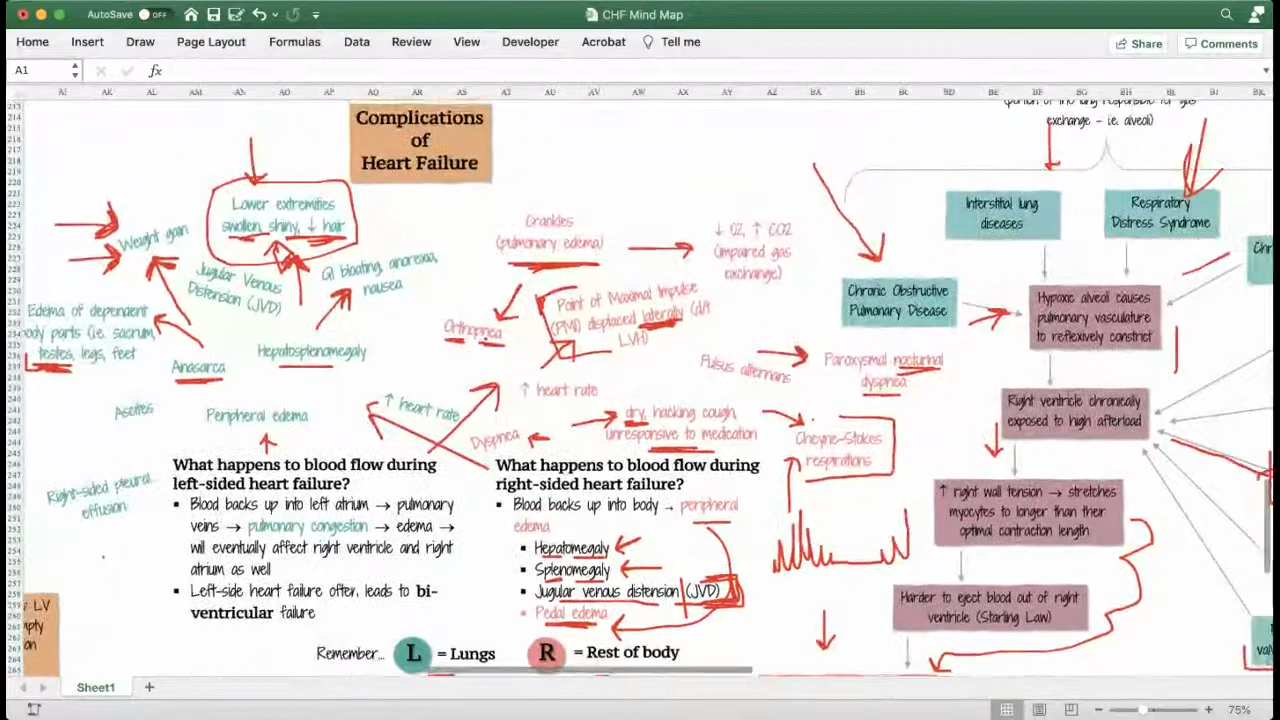 AutoSave OFF
CHF Mind Map
Home Insert Draw Page Layout Formulas Data Review View Developer Acrobat Tell me
Share Comments
A1
fx
Complications
of
Heart Failure
Lower extremities
swollen, shiny, ↓ hair
Weight gain
Jugular Venous
Distension (JVD)
GI bloating, anorexia,
nausea
Edema of dependent
body parts (i.e. sacrum,
testes, legs, feet
Anasarca
Hepatosplenomegaly
Ascites
Peripheral edema
↑ heart rate
Right-sided pleural
effusion
Crackles
(pulmonary edema)
↓ O2, ↑ CO2
(impaired gas
exchange)
Orthopnea
Point of Maximal Impulse
(PMI) displaced laterally (d/t
LVH)
Pulsus alternans
Paroxysmal nocturnal
dyspnea
↑ heart rate
Dyspnea
dry, hacking cough,
unresponsive to medication
Cheyne-Stokes
respirations
What happens to blood flow during
left-sided heart failure?
▪ Blood backs up into left atrium → pulmonary
veins → pulmonary congestion → edema →
will eventually affect right ventricle and right
atrium as well
▪ Left-side heart failure often leads to bi-
ventricular failure
What happens to blood flow during
right-sided heart failure?
▪ Blood backs up into body → peripheral
edema
▪ Hepatomegaly
▪ Splenomegaly
▪ Jugular venous distension (JVD)
▪ Pedal edema
Remember... L = Lungs R = Rest of body
exchange - i.e. alveoli)
Interstitial lung
diseases
Respiratory
Distress Syndrome
Chronic Obstructive
Pulmonary Disease
Hypoxic alveoli causes
pulmonary vasculature
to reflexively constrict
Right ventricle chronically
exposed to high afterload
↑ right wall tension → stretches
myocytes to longer than their
optimal contraction length
Harder to eject blood out of right
ventricle (Starling Law)
Sheet1
75%